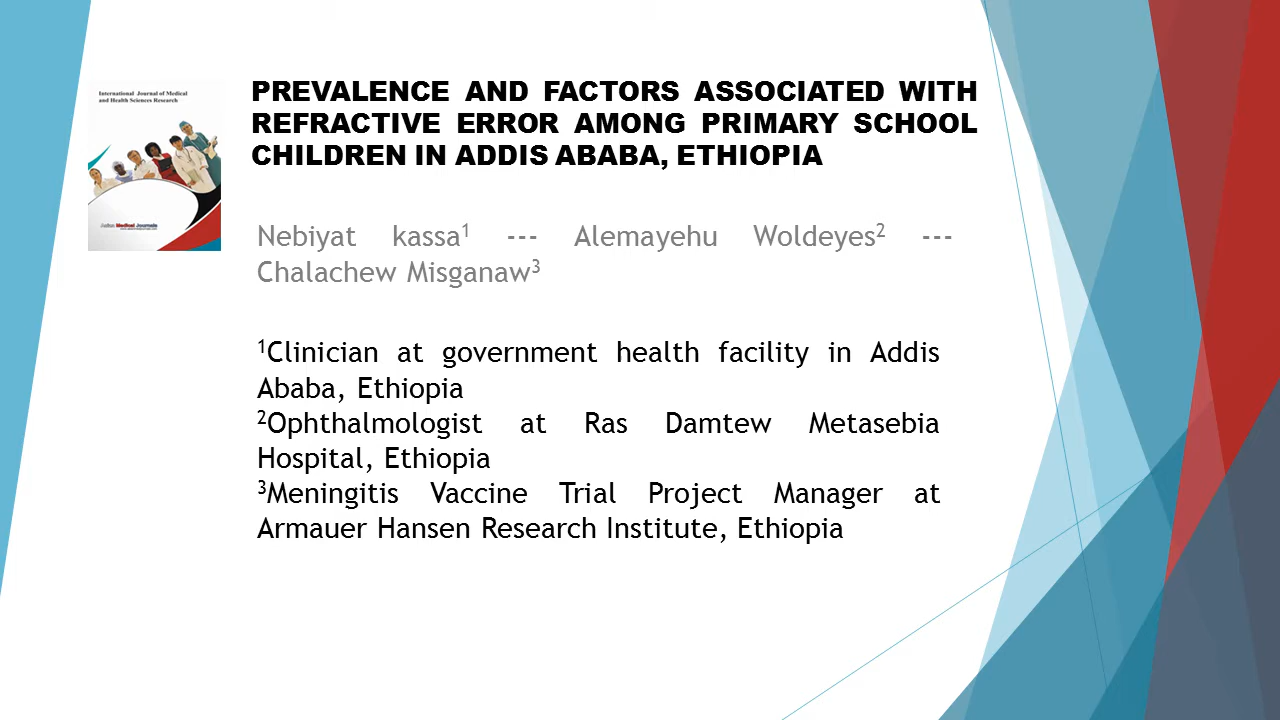 International Journal of Medical
and Health Sciences Research
Medical Journals
PREVALENCE AND FACTORS ASSOCIATED WITH
REFRACTIVE ERROR AMONG PRIMARY SCHOOL
CHILDREN IN ADDIS ABABA, ETHIOPIA
Nebiyat kassa¹ --- Alemayehu Woldeyes² ---
Chalachew Misganaw³
¹Clinician at government health facility in Addis
Ababa, Ethiopia
²Ophthalmologist at Ras Damtew Metasebia
Hospital, Ethiopia
³Meningitis Vaccine Trial Project Manager at
Armauer Hansen Research Institute, Ethiopia